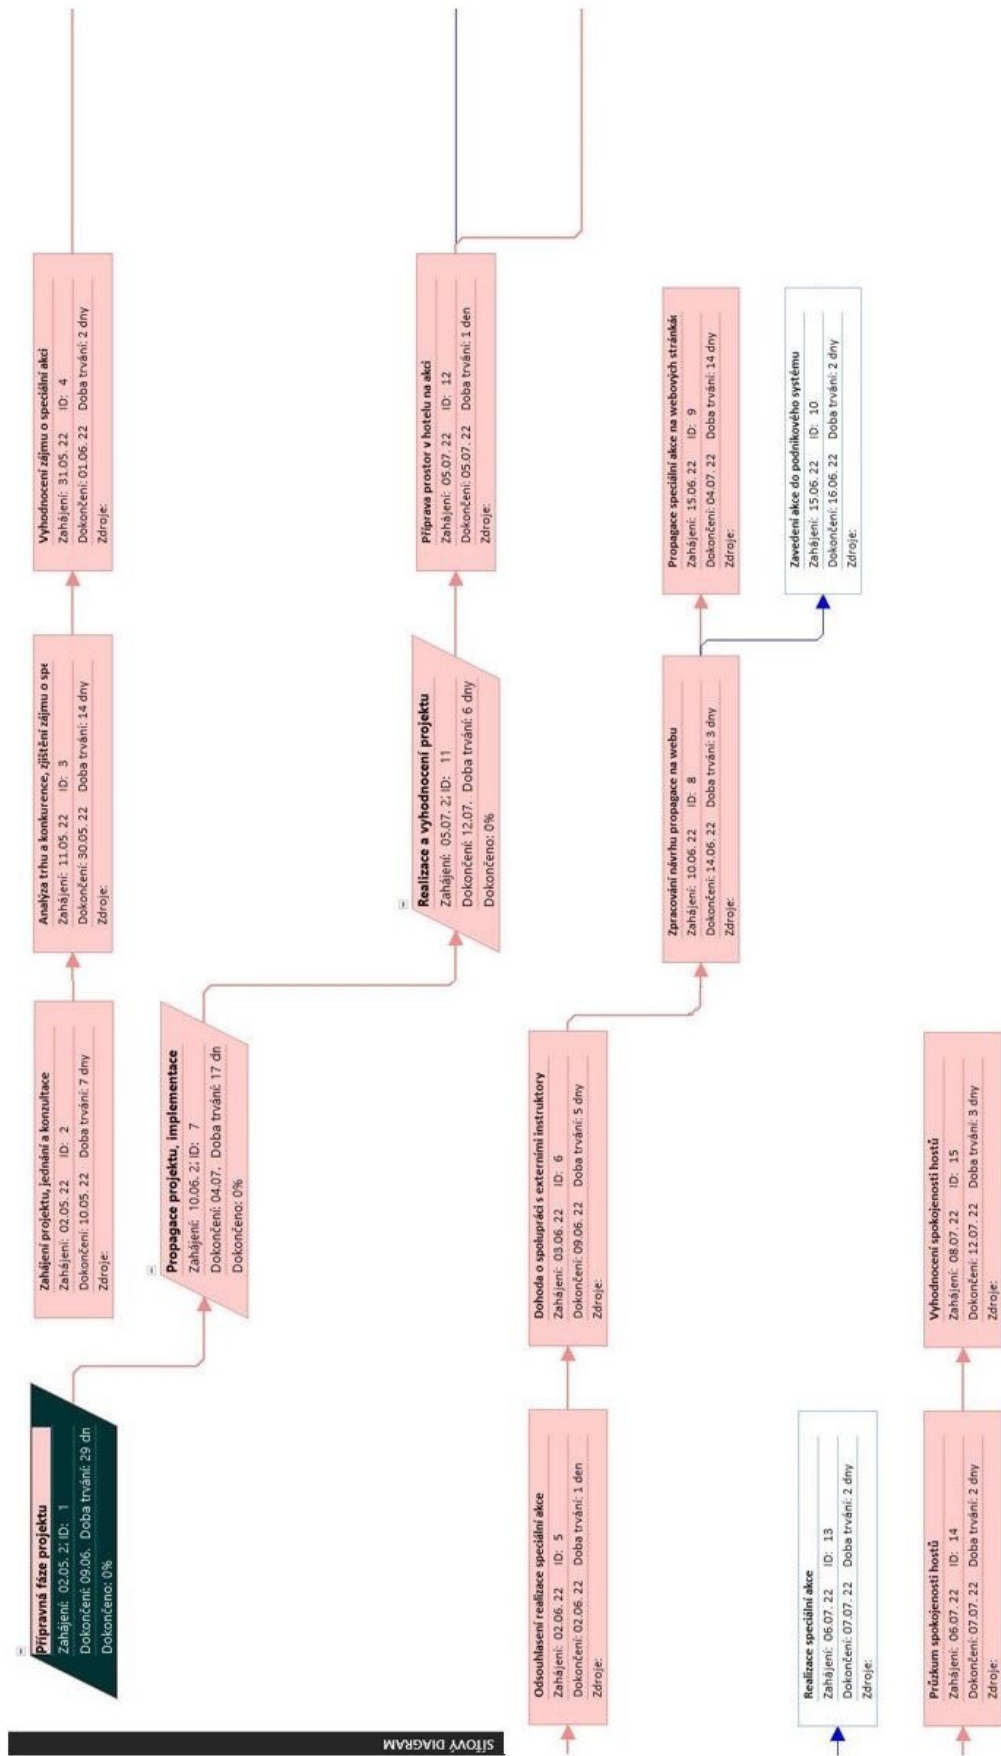 SÍŤOVÝ DIAGRAM
Přípravná fáze projektu
Zahájení: 02.05. 2; ID: 1
Dokončení: 09.06. Doba trvání: 29 dn
Dokončeno: 0%
Zahájení projektu, jednání a konzultace
Zahájení: 02.05. 22 ID: 2
Dokončení: 10.05. 22 Doba trvání: 7 dny
Zdroje:
Analýza trhu a konkurence, zjištění zájmu o spe
Zahájení: 11.05. 22 ID: 3
Dokončení: 30.05. 22 Doba trvání: 14 dny
Zdroje:
Vyhodnocení zájmu o speciální akci
Zahájení: 31.05. 22 ID: 4
Dokončení: 01.06. 22 Doba trvání: 2 dny
Zdroje:
Propagace projektu, implementace
Zahájení: 10.06. 2; ID: 7
Dokončení: 04.07. Doba trvání: 17 dn
Dokončeno: 0%
Realizace a vyhodnocení projektu
Zahájení: 05.07. 2; ID: 11
Dokončení: 12.07. Doba trvání: 6 dny
Dokončeno: 0%
Příprava prostor v hotelu na akci
Zahájení: 05.07. 22 ID: 12
Dokončení: 05.07. 22 Doba trvání: 1 den
Zdroje:
Odsouhlasení realizace speciální akce
Zahájení: 02.06. 22 ID: 5
Dokončení: 02.06. 22 Doba trvání: 1 den
Zdroje:
Dohoda o spolupráci s externími instruktory
Zahájení: 03.06. 22 ID: 6
Dokončení: 09.06. 22 Doba trvání: 5 dny
Zdroje:
Zpracování návrhu propagace na webu
Zahájení: 10.06. 22 ID: 8
Dokončení: 14.06. 22 Doba trvání: 3 dny
Zdroje:
Propagace speciální akce na webových stránkác
Zahájení: 15.06. 22 ID: 9
Dokončení: 04.07. 22 Doba trvání: 14 dny
Zdroje:
Zavedení akce do podnikového systému
Zahájení: 15.06. 22 ID: 10
Dokončení: 16.06. 22 Doba trvání: 2 dny
Zdroje:
Realizace speciální akce
Zahájení: 06.07. 22 ID: 13
Dokončení: 07.07. 22 Doba trvání: 2 dny
Zdroje:
Průzkum spokojenosti hostů
Zahájení: 06.07. 22 ID: 14
Dokončení: 07.07. 22 Doba trvání: 2 dny
Zdroje:
Vyhodnocení spokojenosti hostů
Zahájení: 08.07. 22 ID: 15
Dokončení: 12.07. 22 Doba trvání: 3 dny
Zdroje: